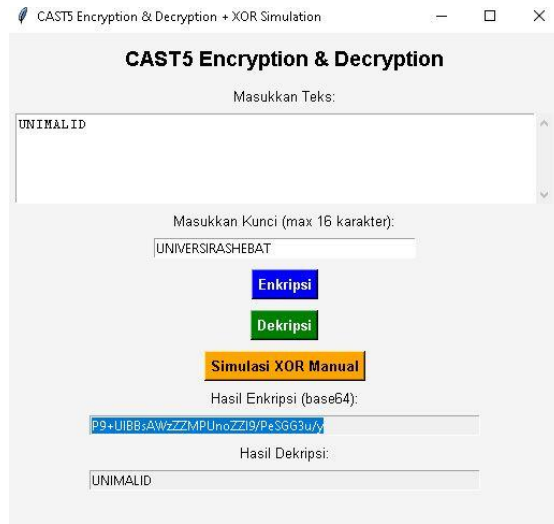 CAST5 Encryption & Decryption + XOR Simulation
CAST5 Encryption & Decryption
Masukkan Teks:
UNIMALID
Masukkan Kunci (max 16 karakter):
UNIVERSIRASHEBAT
Enkripsi
Dekripsi
Simulasi XOR Manual
Hasil Enkripsi (base64):
P9+UIBBsAWzZZMPUnoZZI9/PeSGG3u/y
Hasil Dekripsi:
UNIMALID